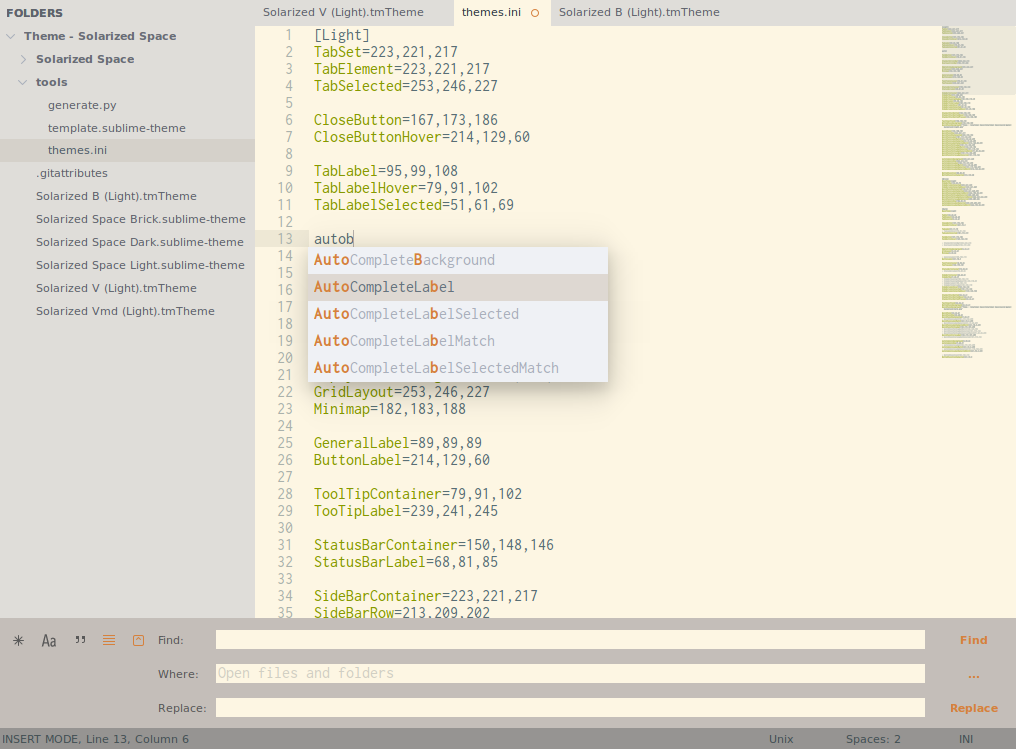 FOLDERS
Theme - Solarized Space
Solarized Space
tools
generate.py
template.sublime-theme
themes.ini
.gitattributes
Solarized B (Light).tmTheme
Solarized Space Brick.sublime-theme
Solarized Space Dark.sublime-theme
Solarized Space Light.sublime-theme
Solarized V (Light).tmTheme
Solarized Vmd (Light).tmTheme
Solarized V (Light).tmTheme themes.ini Solarized B (Light).tmTheme
1 [Light]
2 TabSet=223,221,217
3 TabElement=223,221,217
4 TabSelected=253,246,227
5
6 CloseButton=167,173,186
7 CloseButtonHover=214,129,60
8
9 TabLabel=95,99,108
10 TabLabelHover=79,91,102
11 TabLabelSelected=51,61,69
12
13 autob
14 AutoCompleteBackground
15
16 AutoCompleteLabel
17 AutoCompleteLabelSelected
18
19 AutoCompleteLabelMatch
20 AutoCompleteLabelSelectedMatch
21
22 GridLayout=253,246,227
23 Minimap=182,183,188
24
25 GeneralLabel=89,89,89
26 ButtonLabel=214,129,60
27
28 ToolTipContainer=79,91,102
29 TooTipLabel=239,241,245
30
31 StatusBarContainer=150,148,146
32 StatusBarLabel=68,81,85
33
34 SideBarContainer=223,221,217
35 SideBarRow=213,209,202
Aa Find: Find
Where: Open files and folders ...
Replace: Replace
INSERT MODE, Line 13, Column 6 Unix Spaces: 2 INI